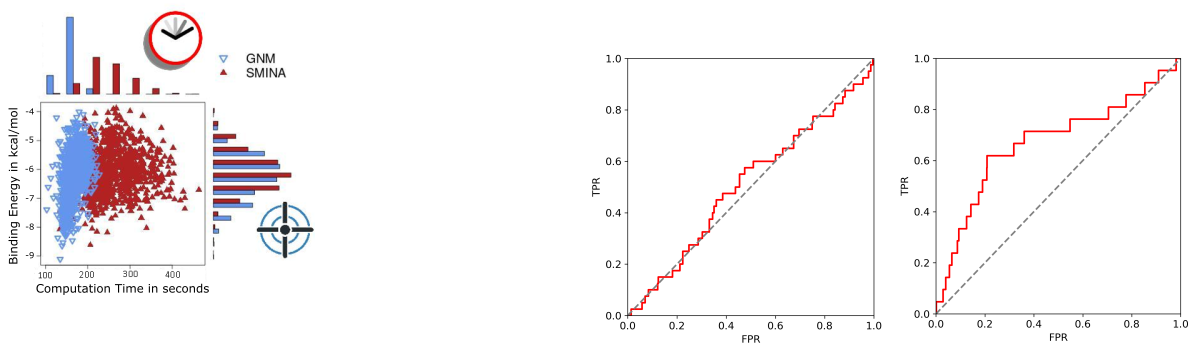 GNM
SMINA
-4
-5
-6
-7
-8
-9
Binding Energy in kcal/mol
100 200 300 400
Computation Time in seconds
1.0
0.8
0.6
0.4
0.2
0.0
TPR
0.0 0.2 0.4 0.6 0.8 1.0
FPR
1.0
0.8
0.6
0.4
0.2
0.0
TPR
0.0 0.2 0.4 0.6 0.8 1.0
FPR